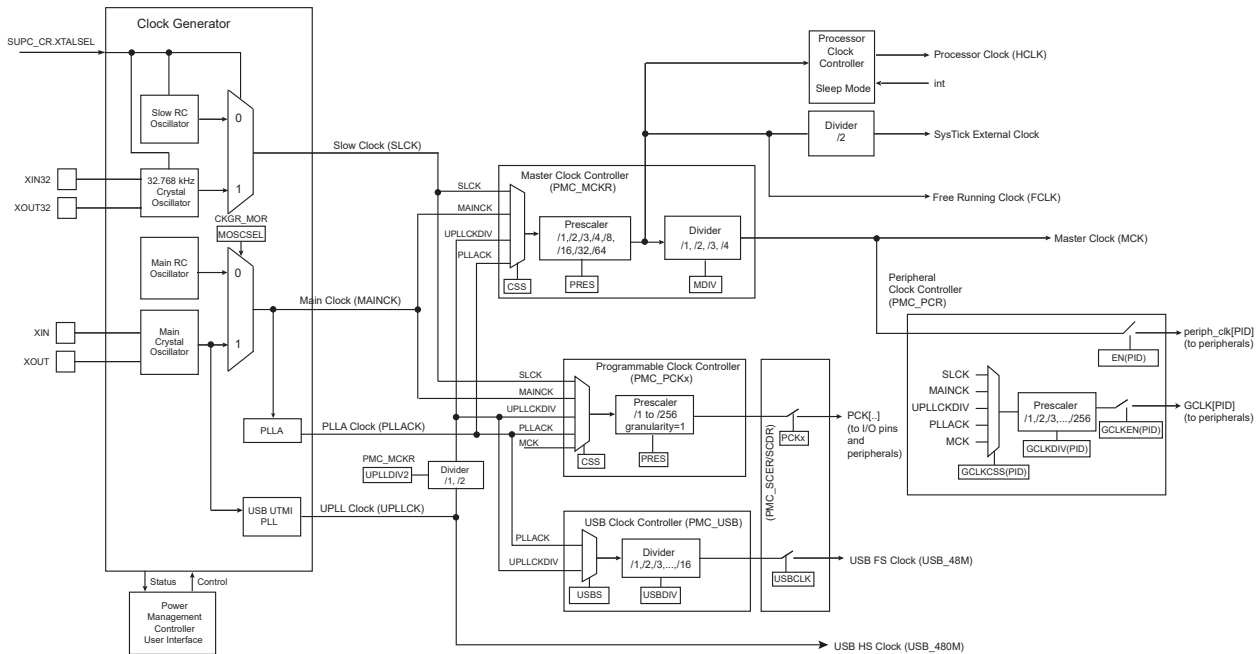 Clock Generator
SUPC_CR.XTALSEL
Slow RC
Oscillator
0
XIN32
XOUT32
32.768 kHz
Crystal
Oscillator
1
Slow Clock (SLCK)
CKGR_MOR
MOSCSEL
Main RC
Oscillator
0
XIN
XOUT
Main
Crystal
Oscillator
1
Main Clock (MAINCK)
PLLA
PLLA Clock (PLLACK)
PMC_MCKR
UPLLDIV2
Divider
/1, /2
USB UTMI
PLL
UPLL Clock (UPLLCK)
Status
Control
Power
Management
Controller
User Interface
Master Clock Controller
(PMC_MCKR)
SLCK
MAINCK
UPLLCKDIV
PLLACK
CSS
Prescaler
/1,/2,/3,/4,/8,
/16,/32,/64
PRES
Divider
/1, /2, /3, /4
MDIV
Processor
Clock
Controller
Sleep Mode
Processor Clock (HCLK)
int
Divider
/2
SysTick External Clock
Free Running Clock (FCLK)
Master Clock (MCK)
Programmable Clock Controller
(PMC_PCKx)
SLCK
MAINCK
UPLLCKDIV
PLLACK
MCK
CSS
Prescaler
/1 to /256
granularity=1
PRES
(PMC_SCER/SCDR)
PCKx
PCK[..]
(to I/O pins
and
peripherals)
USB Clock Controller (PMC_USB)
PLLACK
UPLLCKDIV
USBS
Divider
/1,/2,/3,...,/16
USBDIV
USBCLK
USB FS Clock (USB_48M)
USB HS Clock (USB_480M)
Peripheral
Clock Controller
(PMC_PCR)
EN(PID)
periph_clk[PID]
(to peripherals)
SLCK
MAINCK
UPLLCKDIV
PLLACK
MCK
GCLKCSS(PID)
Prescaler
/1,/2,/3,...,/256
GCLKDIV(PID)
GCLKEN(PID)
GCLK[PID]
(to peripherals)